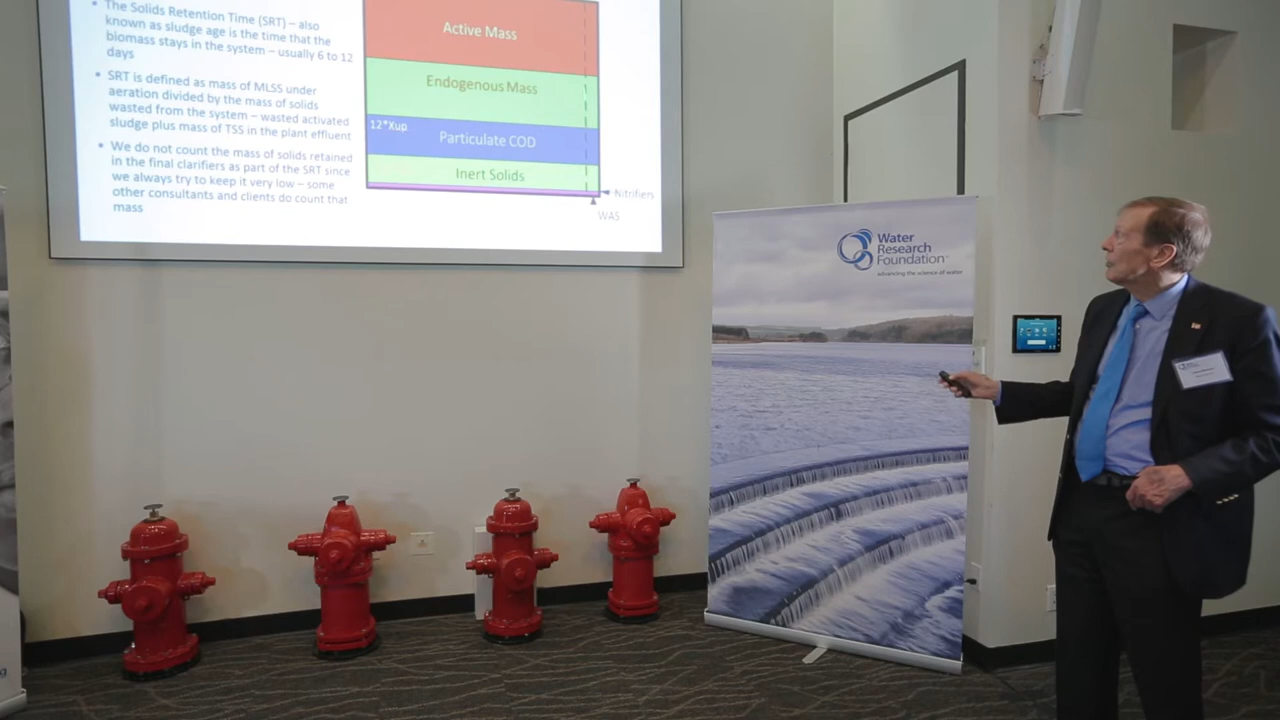 • The Solids Retention Time (SRT) – also
known as sludge age is the time that the
biomass stays in the system – usually 6 to 12
days
• SRT is defined as mass of MLSS under
aeration divided by the mass of solids
wasted from the system – wasted activated
sludge plus mass of TSS in the plant effluent
• We do not count the mass of solids retained
in the final clarifiers as part of the SRT since
we always try to keep it very low – some
other consultants and clients do count that
mass
Active Mass
Endogenous Mass
12*Xup
Particulate COD
Inert Solids
Nitrifiers
WAS
Water
Research
Foundation
advancing the science of water